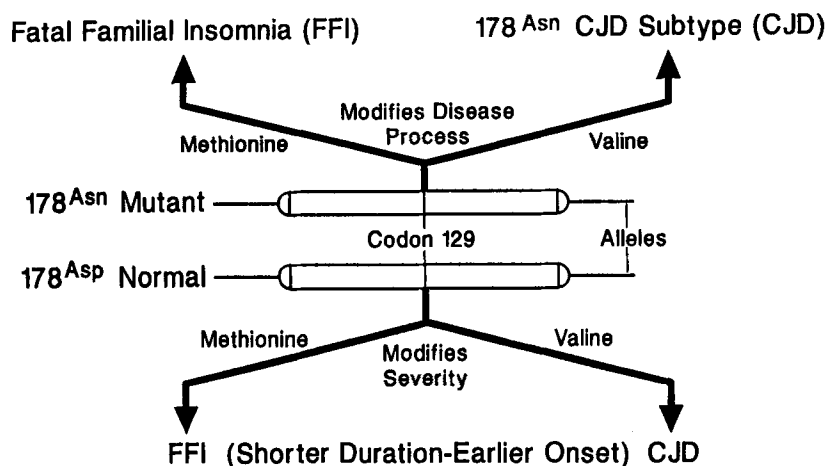 Fatal Familial Insomnia (FFI)
178 Asn CJD Subtype (CJD)
Modifies Disease
Process
Methionine
Valine
178 Asn Mutant
Codon 129
Alleles
178 Asp Normal
Methionine
Valine
Modifies
Severity
FFI (Shorter Duration-Earlier Onset) CJD